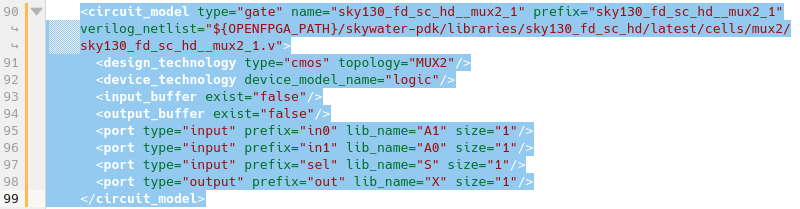 90 <circuit_model type="gate" name="sky130_fd_sc_hd__mux2_1" prefix="sky130_fd_sc_hd__mux2_1"
↪ verilog_netlist="${OPENFPGA_PATH}/skywater-pdk/libraries/sky130_fd_sc_hd/latest/cells/mux2/
↪ sky130_fd_sc_hd__mux2_1.v">
91 <design_technology type="cmos" topology="MUX2"/>
92 <device_technology device_model_name="logic"/>
93 <input_buffer exist="false"/>
94 <output_buffer exist="false"/>
95 <port type="input" prefix="in0" lib_name="A1" size="1"/>
96 <port type="input" prefix="in1" lib_name="A0" size="1"/>
97 <port type="input" prefix="sel" lib_name="S" size="1"/>
98 <port type="output" prefix="out" lib_name="X" size="1"/>
99 </circuit_model>